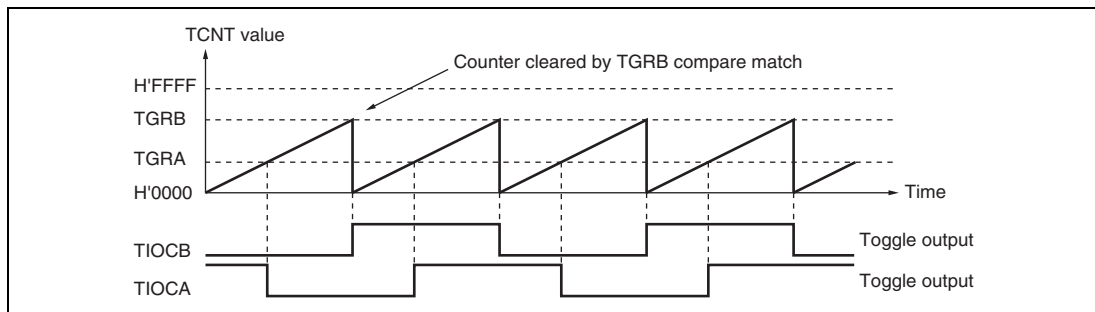 TCNT value
Counter cleared by TGRB compare match
H'FFFF
TGRB
TGRA
H'0000
Time
TIOCB
Toggle output
TIOCA
Toggle output